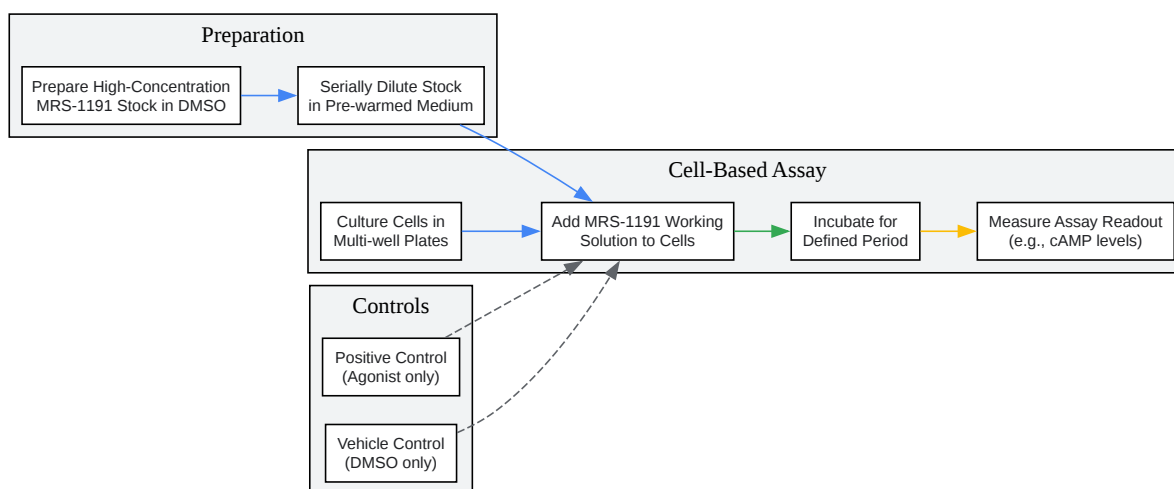 Preparation
Prepare High-Concentration
MRS-1191 Stock in DMSO
Serially Dilute Stock
in Pre-warmed Medium
Cell-Based Assay
Culture Cells in
Multi-well Plates
Add MRS-1191 Working
Solution to Cells
Incubate for
Defined Period
Measure Assay Readout
(e.g., cAMP levels)
Controls
Positive Control
(Agonist only)
Vehicle Control
(DMSO only)